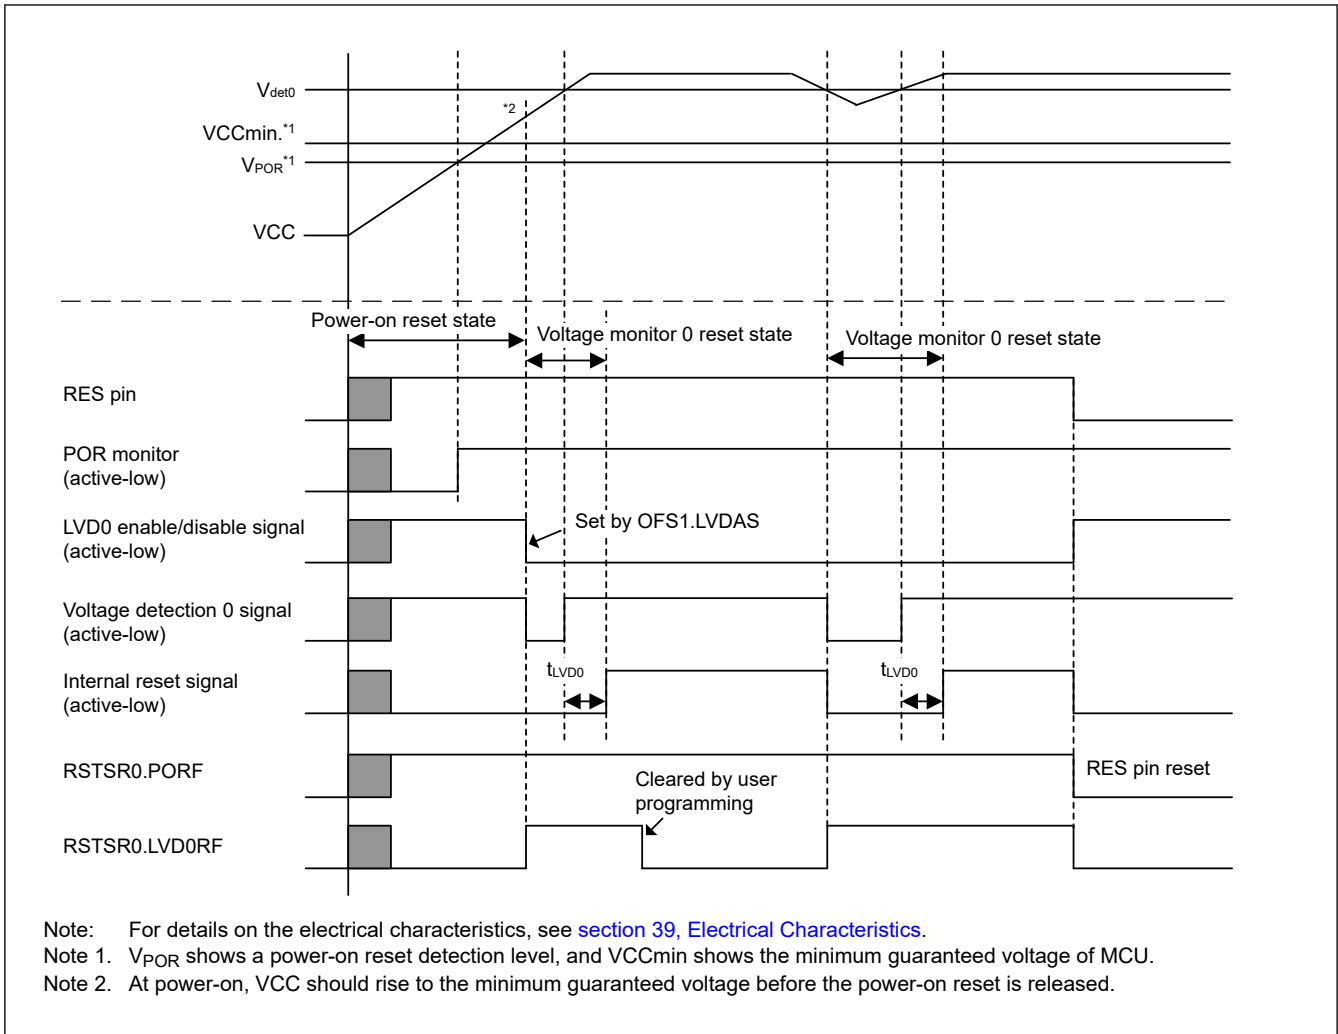 Vdet0
*2
VCCmin.*1
VPOR*1
VCC
Power-on reset state
Voltage monitor 0 reset state
Voltage monitor 0 reset state
RES pin
POR monitor
(active-low)
LVD0 enable/disable signal
(active-low)
Set by OFS1.LVDAS
Voltage detection 0 signal
(active-low)
tLVD0
tLVD0
Internal reset signal
(active-low)
RSTSR0.PORF
RES pin reset
Cleared by user
programming
RSTSR0.LVD0RF
Note: For details on the electrical characteristics, see section 39, Electrical Characteristics.
Note 1. VPOR shows a power-on reset detection level, and VCCmin shows the minimum guaranteed voltage of MCU.
Note 2. At power-on, VCC should rise to the minimum guaranteed voltage before the power-on reset is released.